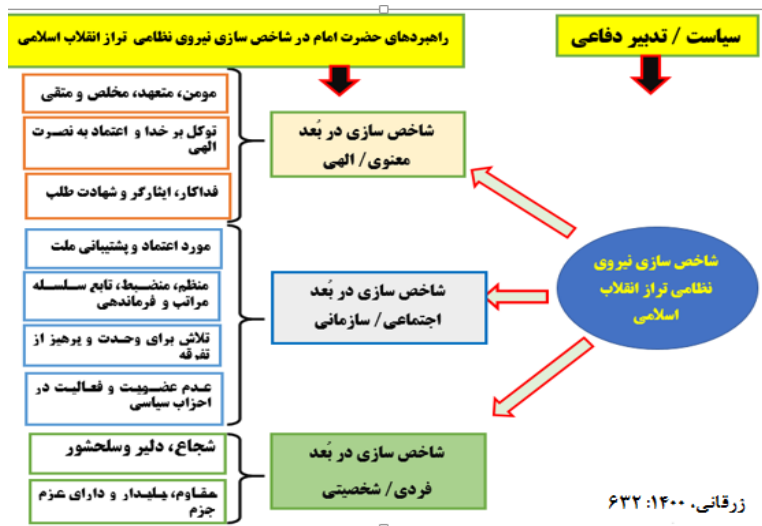 سیاست / تدبیر دفاعی
راهبردهای حضرت امام در شاخص سازی نیروی نظامی تراز انقلاب اسلامی
شاخص سازی نیروی
نظامی تراز انقلاب
اسلامی
شاخص سازی در بُعد
معنوی/ الهی
مومن، متعهد، مخلص و متقی
توکل بر خدا و اعتماد به نصرت
الهی
فداکار، ایثارگر و شهادت طلب
شاخص سازی در بُعد
اجتماعی/ سازمانی
مورد اعتماد و پشتیبانی ملت
منظم، منضبط، تابع سلسله
مراتب و فرماندهی
تلاش برای وحدت و پرهیز از
تفرقه
عدم عضویت و فعالیت در
احزاب سیاسی
شاخص سازی در بُعد
فردی/ شخصیتی
شجاع، دلیر وسلحشور
مقاوم، پایدار و دارای عزم
جزم
زرقانی، ۱۴۰۰: ۶۳۲